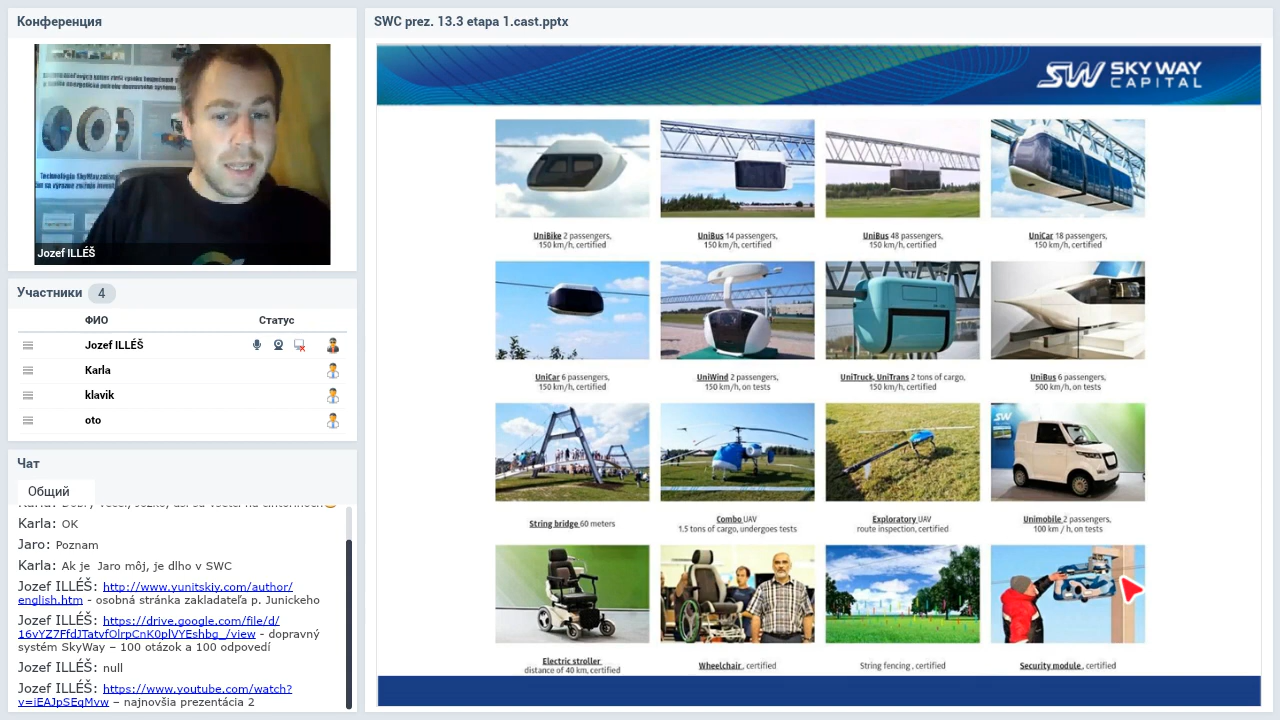 Конференция
Jozef ILLÉŠ
Участники 4
ФИО Статус
Jozef ILLÉŠ
Karla
klavik
oto
Чат
Общий
Karla: OK
Jaro: Poznam
Karla: Ak je Jaro môj, je dlho v SWC
Jozef ILLÉŠ: http://www.yunitskiy.com/author/
english.htm - osobná stránka zakladateľa p. Junickeho
Jozef ILLÉŠ: https://drive.google.com/file/d/
16vYZ7FfdJTatvfOlrpCnK0plVYEshbg_/view - dopravný
systém SkyWay – 100 otázok a 100 odpovedí
Jozef ILLÉŠ: null
Jozef ILLÉŠ: https://www.youtube.com/watch?
v=iEAJpSEqMvw – najnovšia prezentácia 2
SWC prez. 13.3 etapa 1.cast.pptx
SW SKY WAY
CAPITAL
UniBike 2 passengers,
150 km/h, certified
UniBus 14 passengers,
150 km/h, certified
UniBus 48 passengers,
150 km/h, certified
UniCar 18 passengers,
150 km/h, certified
UniCar 6 passengers,
150 km/h, certified
UniWind 2 passengers,
150 km/h, on tests
UniTruck, UniTrans 2 tons of cargo,
150 km/h, certified
UniBus 6 passengers,
500 km/h, on tests
SW
String bridge 60 meters
Combo UAV
1.5 tons of cargo, undergoes tests
Exploratory UAV
route inspection, certified
Unimobile 2 passengers,
100 km / h, on tests
Electric stroller,
distance of 40 km, certified
Wheelchair , certified
String fencing , certified
Security module , certified